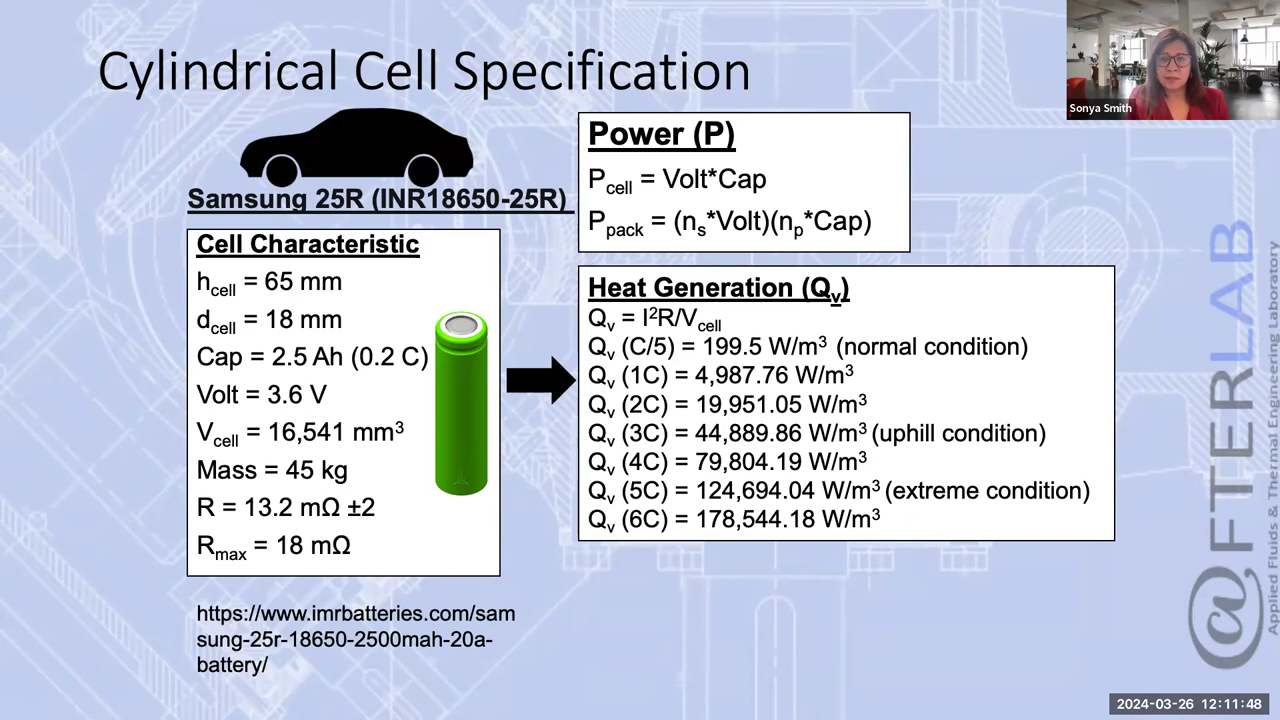 Cylindrical Cell Specification
Sonya Smith
Samsung 25R (INR18650-25R)
Cell Characteristic
h_cell = 65 mm
d_cell = 18 mm
Cap = 2.5 Ah (0.2 C)
Volt = 3.6 V
V_cell = 16,541 mm³
Mass = 45 kg
R = 13.2 mΩ ±2
R_max = 18 mΩ
https://www.imrbatteries.com/sam
sung-25r-18650-2500mah-20a-
battery/
Power (P)
P_cell = Volt*Cap
P_pack = (n_s*Volt)(n_p*Cap)
Heat Generation (Q_v)
Q_v = I²R/V_cell
Q_v (C/5) = 199.5 W/m³ (normal condition)
Q_v (1C) = 4,987.76 W/m³
Q_v (2C) = 19,951.05 W/m³
Q_v (3C) = 44,889.86 W/m³ (uphill condition)
Q_v (4C) = 79,804.19 W/m³
Q_v (5C) = 124,694.04 W/m³ (extreme condition)
Q_v (6C) = 178,544.18 W/m³
@FTERLAB
Applied Fluids & Thermal Engineering Laboratory
2024-03-26 12:11:48